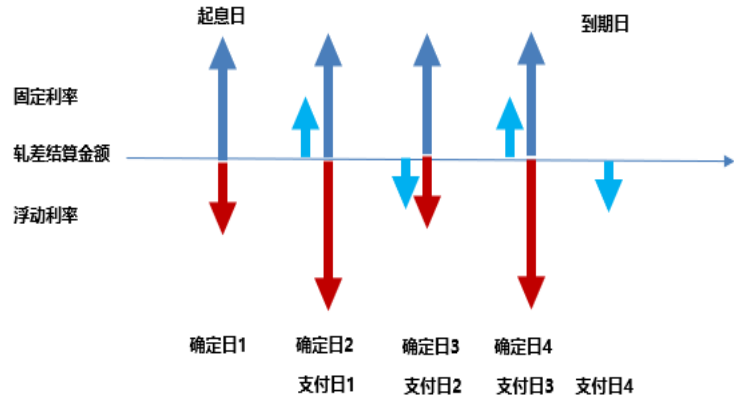 起息日
到期日
固定利率
轧差结算金额
浮动利率
确定日1 确定日2 确定日3 确定日4
支付日1 支付日2 支付日3 支付日4